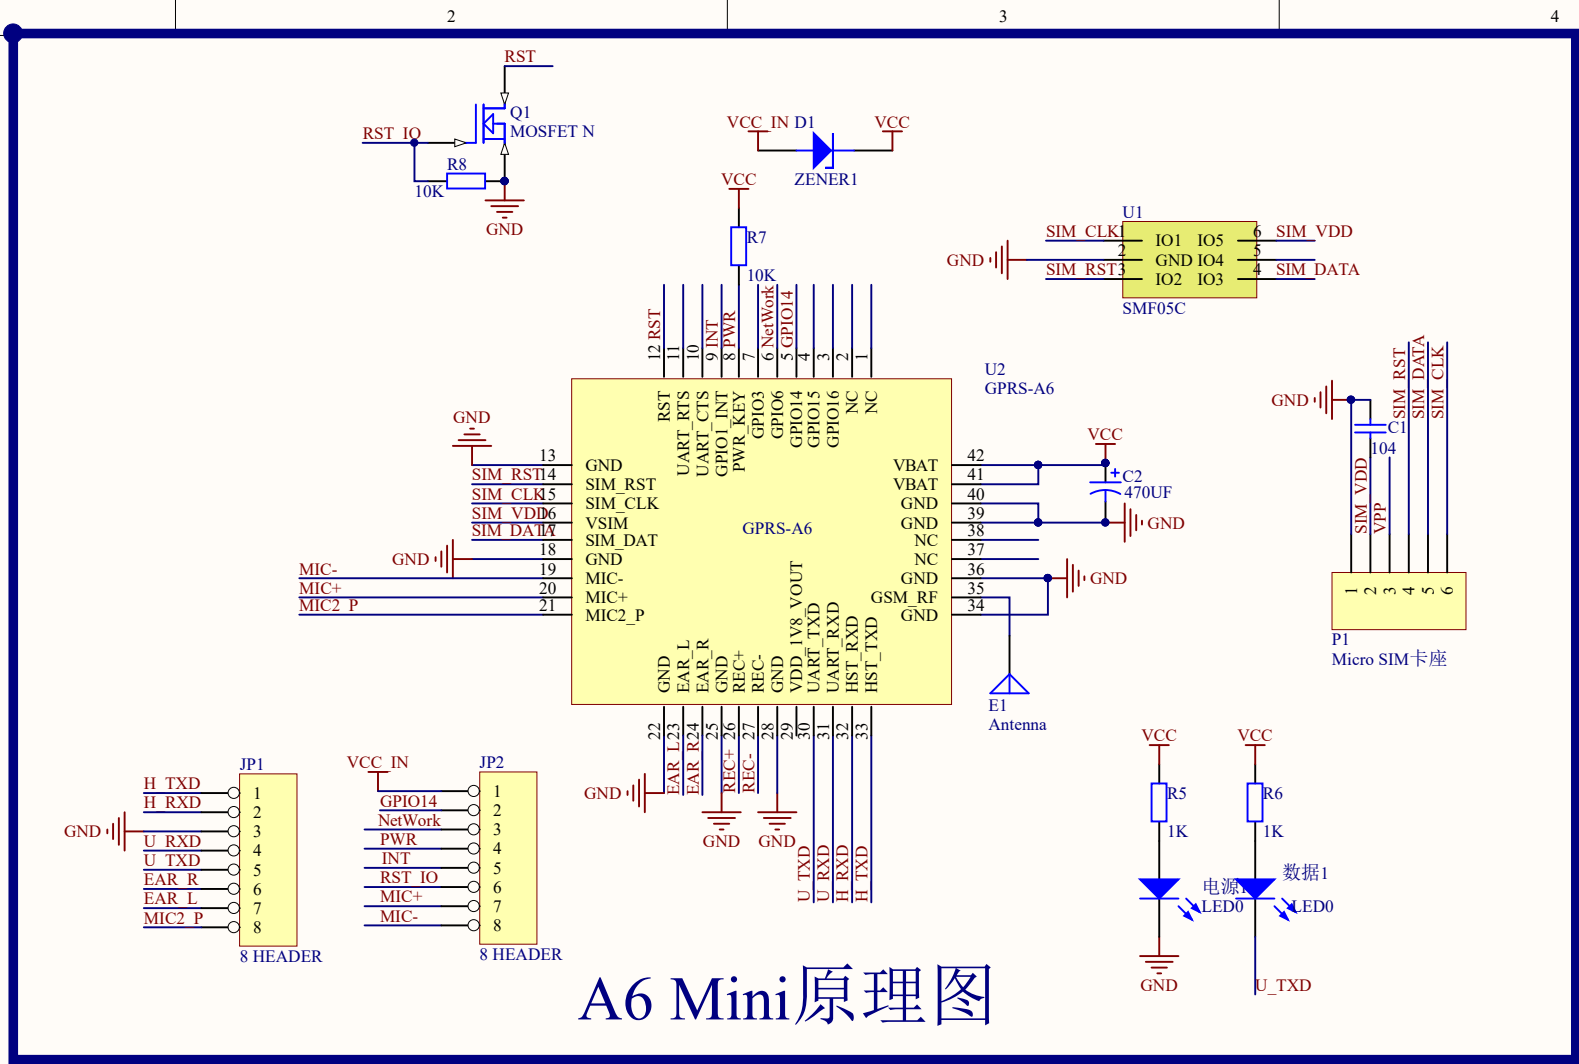 2
3
4
RST
Q1
MOSFET N
RST_IO
R8
10K
GND
VCC_IN
D1
VCC
ZENER1
VCC
R7
10K
U1
SIM_CLK
1
IO1
IO5
6
SIM_VDD
GND
2
GND
IO4
5
SIM_RST
3
IO2
IO3
4
SIM_DATA
SMF05C
RST
INT
PWR
NetWork
GPIO14
12
11
10
9
8
7
6
5
4
3
2
1
RST
UART_RTS
UART_CTS
GPIO1_INT
PWR_KEY
GPIO3
GPIO6
GPIO14
GPIO15
GPIO16
NC
NC
U2
GPRS-A6
GND
13
GND
SIM_RST
14
SIM_RST
SIM_CLK
15
SIM_CLK
SIM_VDD
16
VSIM
SIM_DATA
17
SIM_DAT
GND
18
GND
MIC-
19
MIC-
MIC+
20
MIC+
MIC2_P
21
MIC2_P
GPRS-A6
VBAT
42
VBAT
41
GND
40
GND
39
NC
38
NC
37
GND
36
GSM_RF
35
GND
34
VCC
C2
470UF
GND
GND
E1
Antenna
GND
EAR_L
EAR_R
GND
REC+
REC-
GND
VDD_1V8_VOUT
UART_TXD
UART_RXD
HST_RXD
HST_TXD
22
23
24
25
26
27
28
29
30
31
32
33
GND
EAR_L
EAR_R
REC+
REC-
GND
GND
U_TXD
U_RXD
H_RXD
H_TXD
GND
C1
104
SIM_VDD
VPP
SIM_RST
SIM_DATA
SIM_CLK
1
2
3
4
5
6
P1
Micro SIM卡座
JP1
H_TXD
1
H_RXD
2
GND
3
U_RXD
4
U_TXD
5
EAR_R
6
EAR_L
7
MIC2_P
8
8 HEADER
JP2
VCC_IN
1
GPIO14
2
NetWork
3
PWR
4
INT
5
RST_IO
6
MIC+
7
MIC-
8
8 HEADER
VCC
R5
1K
电源
LED0
GND
VCC
R6
1K
数据1
LED0
U_TXD
A6 Mini原理图